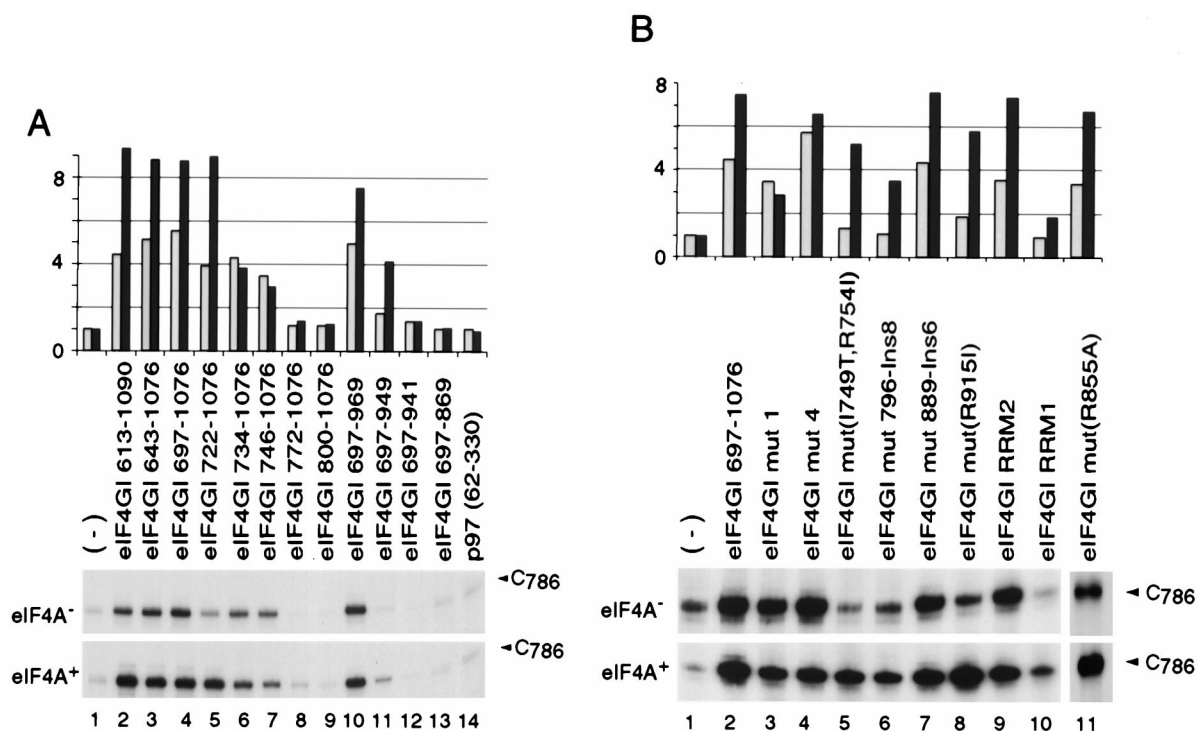 A
8
4
0
(-)
eIF4GI 613-1090
eIF4GI 643-1076
eIF4GI 697-1076
eIF4GI 722-1076
eIF4GI 734-1076
eIF4GI 746-1076
eIF4GI 772-1076
eIF4GI 800-1076
eIF4GI 697-969
eIF4GI 697-949
eIF4GI 697-941
eIF4GI 697-869
p97 (62-330)
eIF4A-
C786
eIF4A+
C786
1 2 3 4 5 6 7 8 9 10 11 12 13 14
B
8
4
0
(-)
eIF4GI 697-1076
eIF4GI mut 1
eIF4GI mut 4
eIF4GI mut(I749T,R754I)
eIF4GI mut 796-Ins8
eIF4GI mut 889-Ins6
eIF4GI mut(R915I)
eIF4GI RRM2
eIF4GI RRM1
eIF4GI mut(R855A)
eIF4A-
C786
eIF4A+
C786
1 2 3 4 5 6 7 8 9 10 11